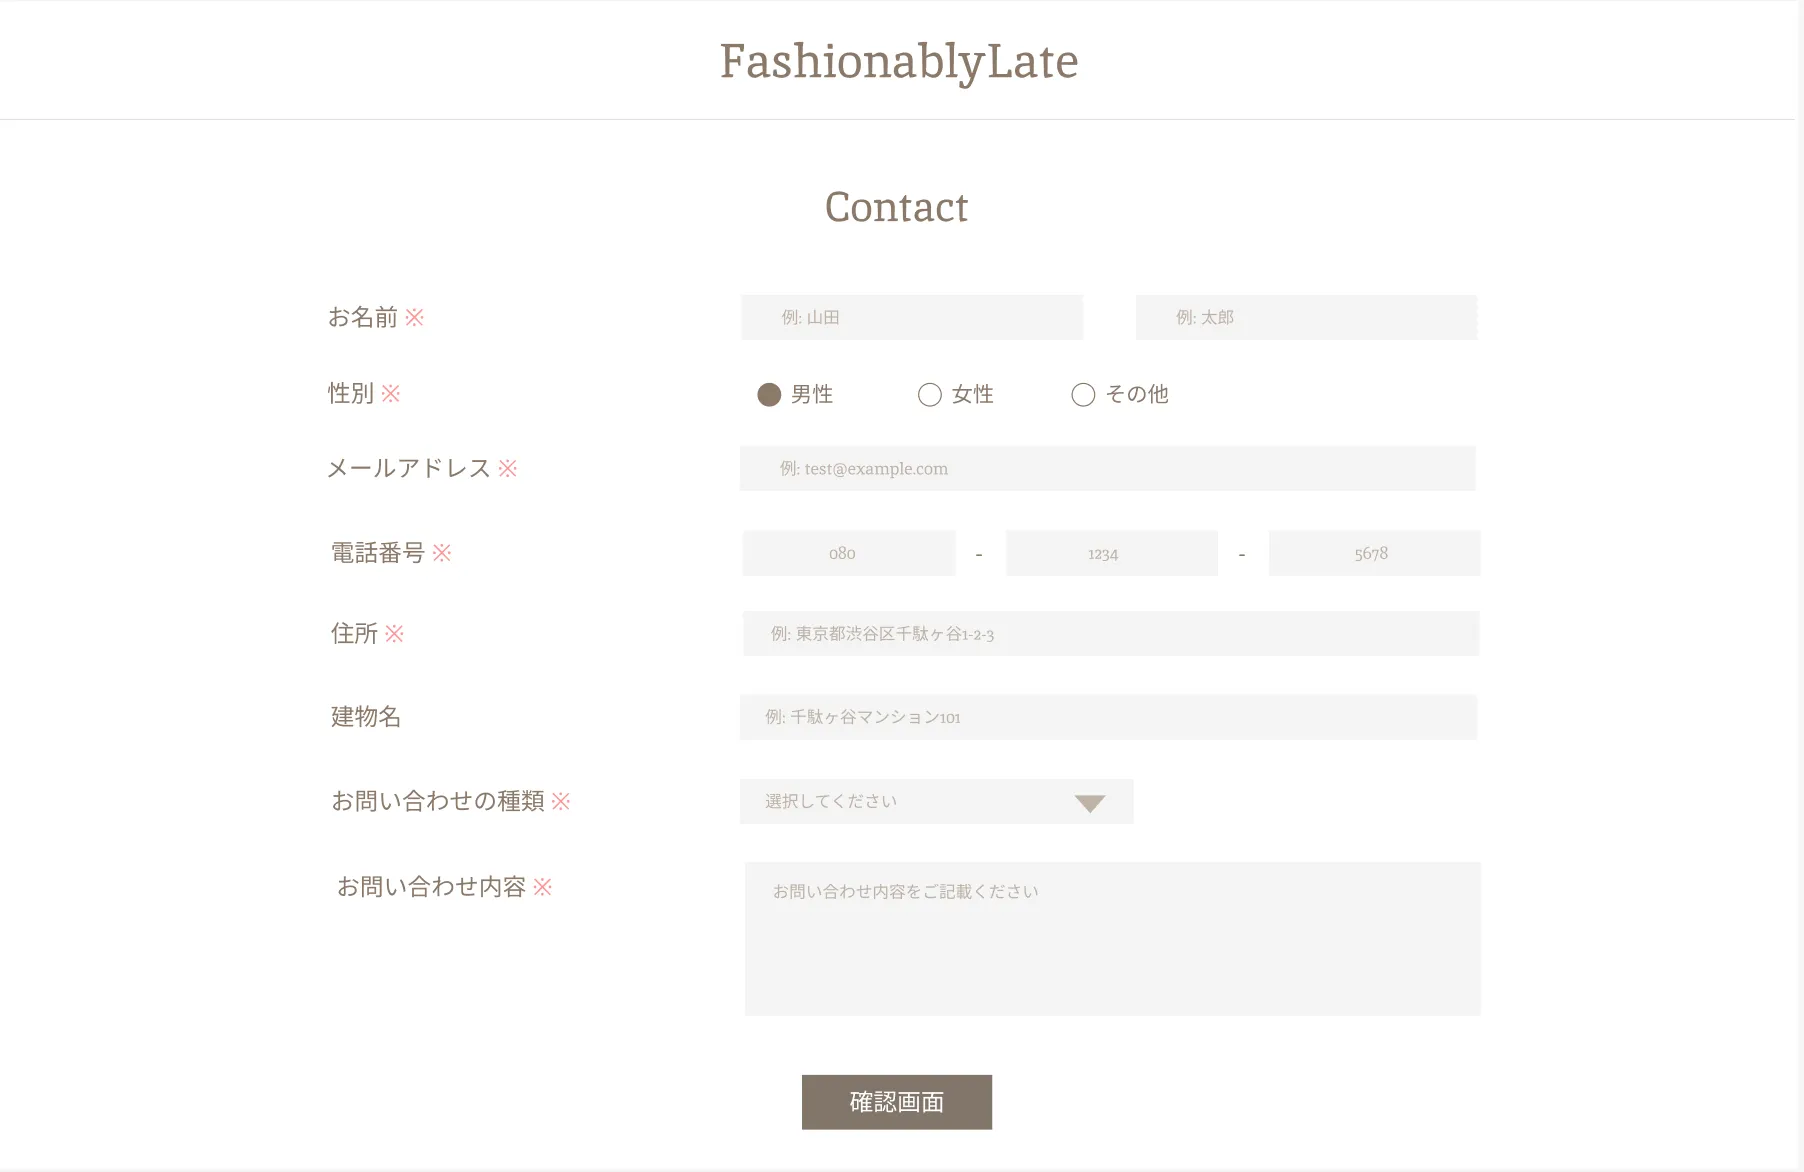 FashionablyLate
Contact
お名前 ※ 例: 山田 例: 太郎
性別 ※ 男性 女性 その他
メールアドレス ※ 例: test@example.com
電話番号 ※ 080 - 1234 - 5678
住所 ※ 例: 東京都渋谷区千駄ヶ谷1-2-3
建物名 例: 千駄ヶ谷マンション101
お問い合わせの種類 ※ 選択してください
お問い合わせ内容 ※ お問い合わせ内容をご記載ください
確認画面